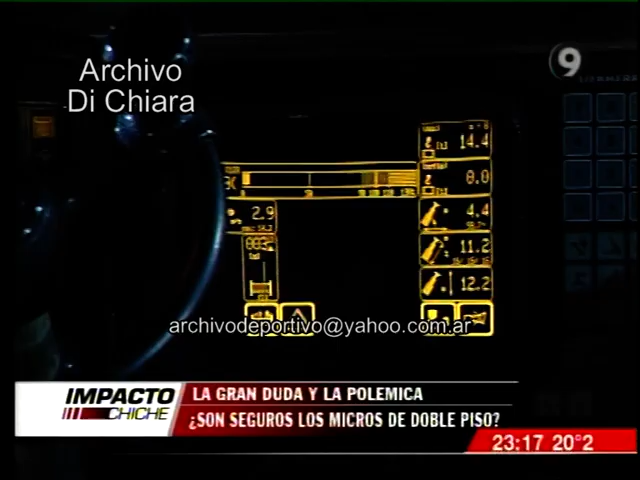 Archivo
Di Chiara
9
14.4
0.0
2.9
4.4
11.2
12.2
archivodeportivo@yahoo.com.ar
IMPACTO
CHICHE
LA GRAN DUDA Y LA POLEMICA
¿SON SEGUROS LOS MICROS DE DOBLE PISO?
23:17 20°2